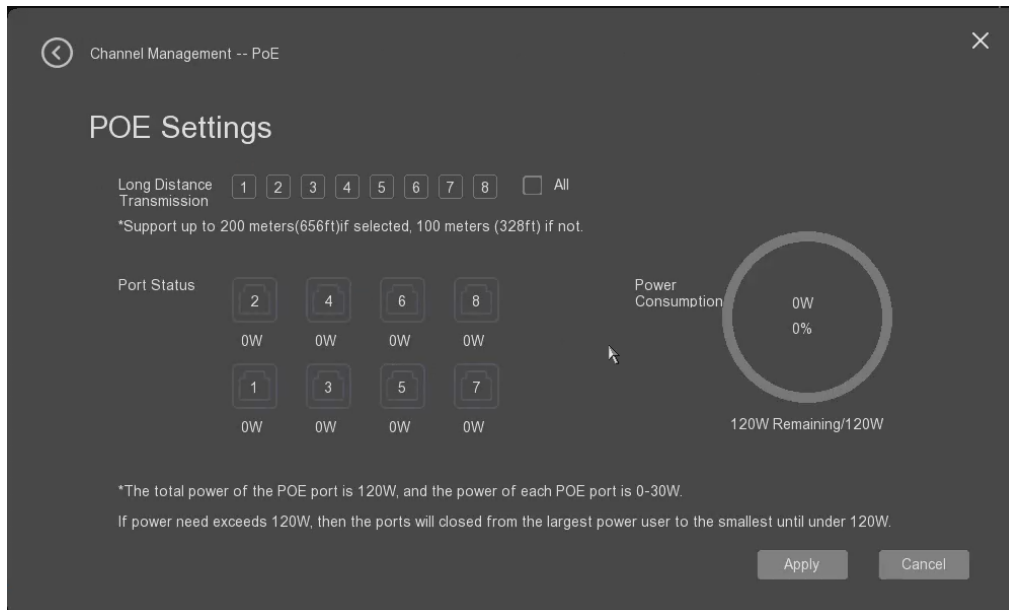 Channel Management -- PoE
POE Settings
Long Distance
Transmission
1 2 3 4 5 6 7 8 All
*Support up to 200 meters(656ft)if selected, 100 meters (328ft) if not.
Port Status
2 4 6 8
0W 0W 0W 0W
1 3 5 7
0W 0W 0W 0W
Power
Consumption
0W
0%
120W Remaining/120W
*The total power of the POE port is 120W, and the power of each POE port is 0-30W.
If power need exceeds 120W, then the ports will closed from the largest power user to the smallest until under 120W.
Apply Cancel